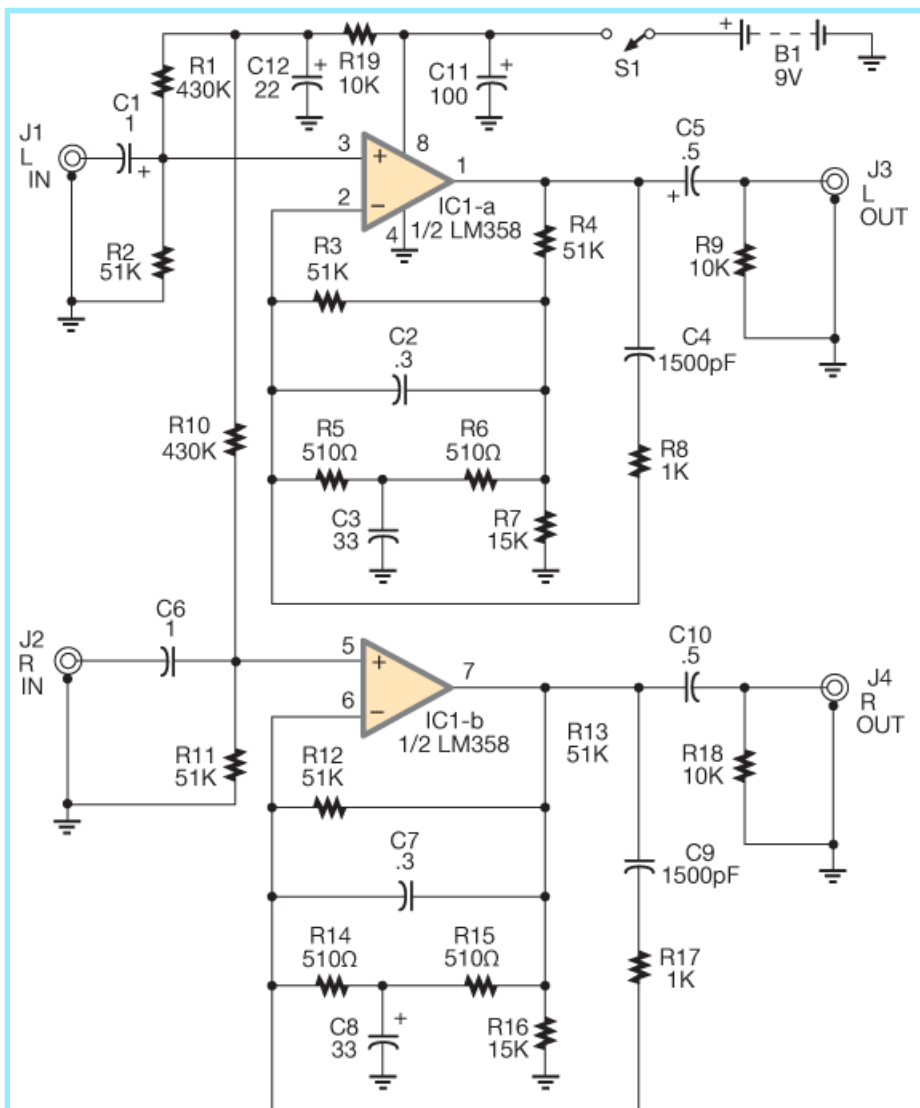 R1
430K
C12
22
+
R19
10K
C11
100
+
S1
+
B1
9V
J1
L
IN
C1
1
+
3
+
8
1
2
−
4
IC1-a
1/2 LM358
C5
.5
+
J3
L
OUT
R2
51K
R3
51K
R4
51K
R9
10K
C2
.3
C4
1500pF
R10
430K
R5
510Ω
R6
510Ω
R8
1K
C3
33
R7
15K
J2
R
IN
C6
1
5
+
7
6
−
IC1-b
1/2 LM358
C10
.5
J4
R
OUT
R11
51K
R12
51K
R13
51K
R18
10K
C7
.3
C9
1500pF
R14
510Ω
R15
510Ω
R17
1K
C8
33
+
R16
15K